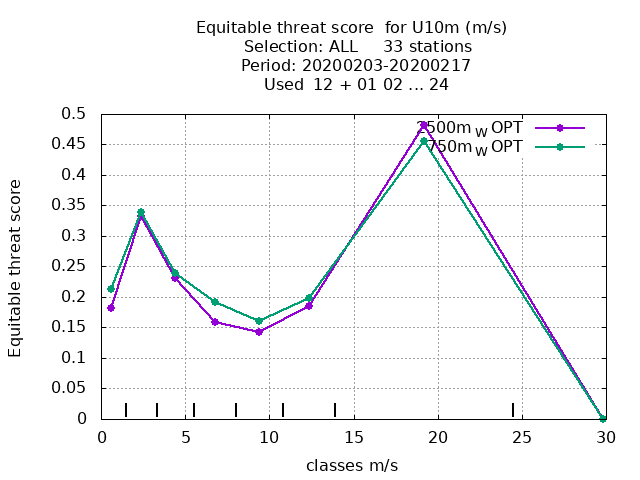 Equitable threat score for U10m (m/s)
Selection: ALL 33 stations
Period: 20200203-20200217
Used 12 + 01 02 ... 24
Equitable threat score
0.5
0.45
0.4
0.35
0.3
0.25
0.2
0.15
0.1
0.05
0
2500m W OPT
750m W OPT
0 5 10 15 20 25 30
classes m/s